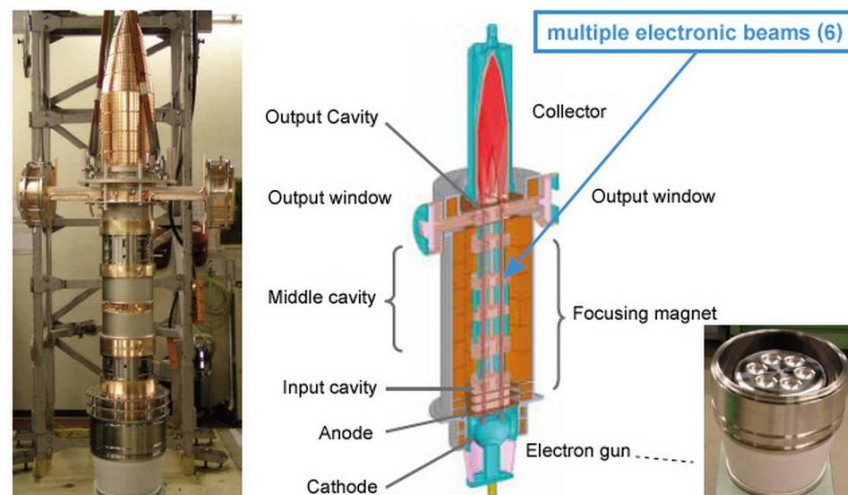 multiple electronic beams (6)
Output Cavity
Collector
Output window
Output window
Middle cavity
Focusing magnet
Input cavity
Anode
Electron gun
Cathode